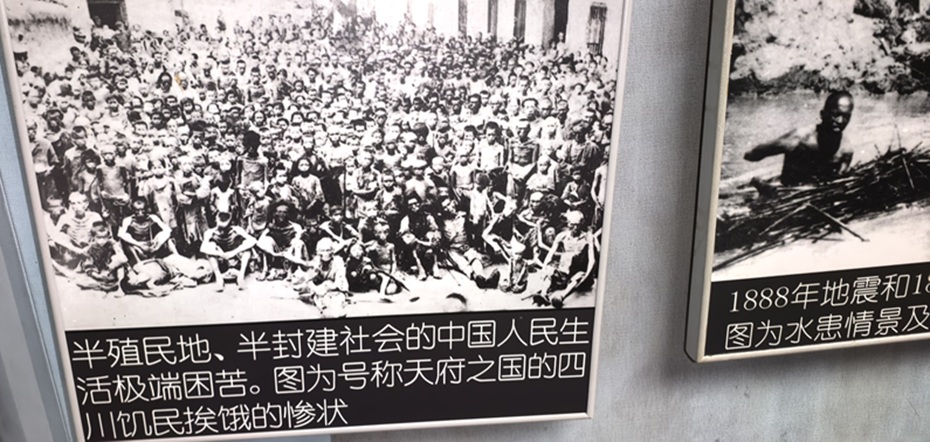 半殖民地、半封建社会的中国人民生
活极端困苦。图为号称天府之国的四
川饥民挨饿的惨状
1888年地震和18
图为水患情景及